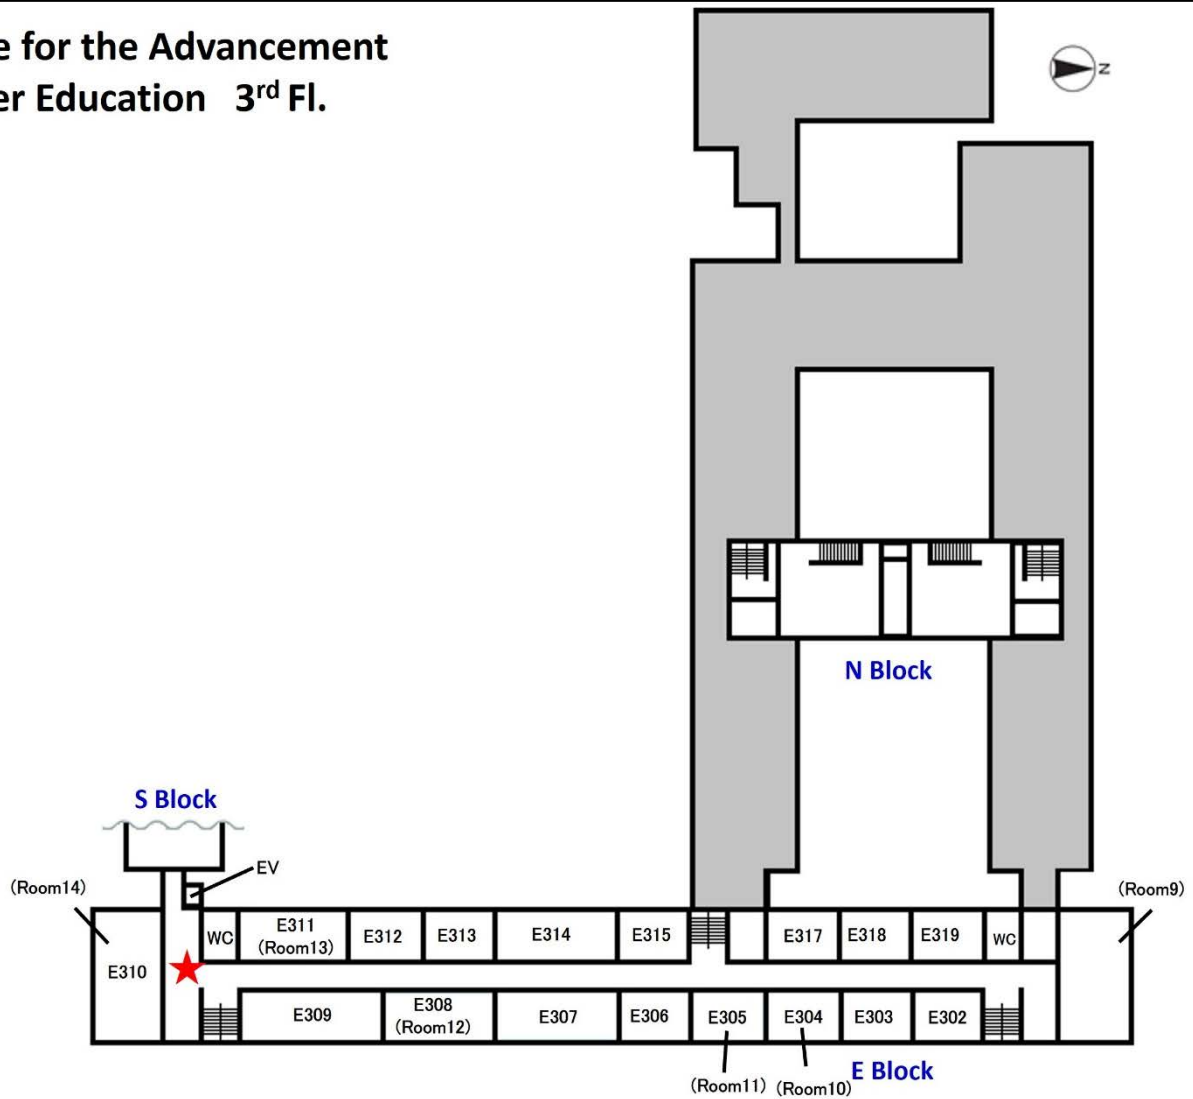 e for the Advancement
er Education 3rd Fl.
N
N Block
S Block
EV
(Room14)
(Room9)
WC
E311
(Room13)
E312
E313
E314
E315
E317
E318
E319
WC
E310
E309
E308
(Room12)
E307
E306
E305
E304
E303
E302
(Room11)
(Room10)
E Block